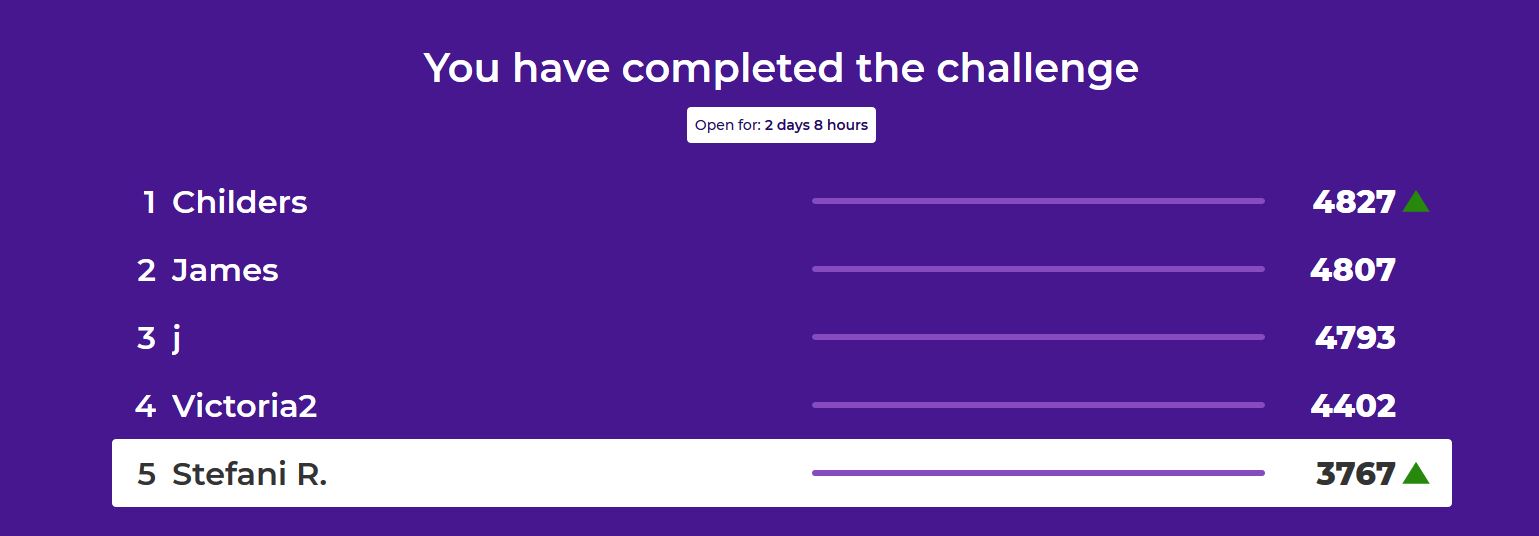 You have completed the challenge
Open for: 2 days 8 hours
1 Childers 4827
2 James 4807
3 j 4793
4 Victoria2 4402
5 Stefani R. 3767